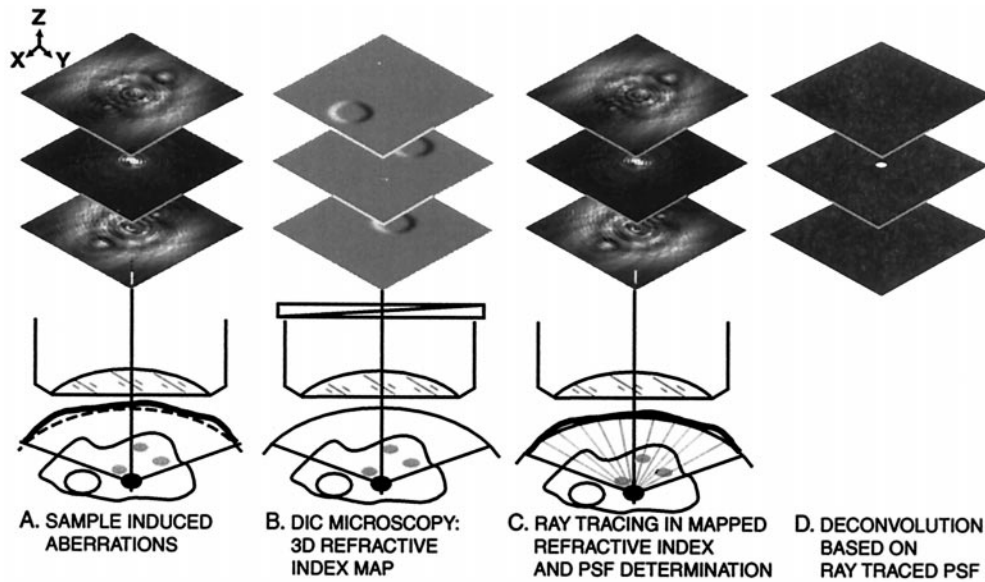 Z
X Y
A. SAMPLE INDUCED
ABERRATIONS
B. DIC MICROSCOPY:
3D REFRACTIVE
INDEX MAP
C. RAY TRACING IN MAPPED
REFRACTIVE INDEX
AND PSF DETERMINATION
D. DECONVOLUTION
BASED ON
RAY TRACED PSF